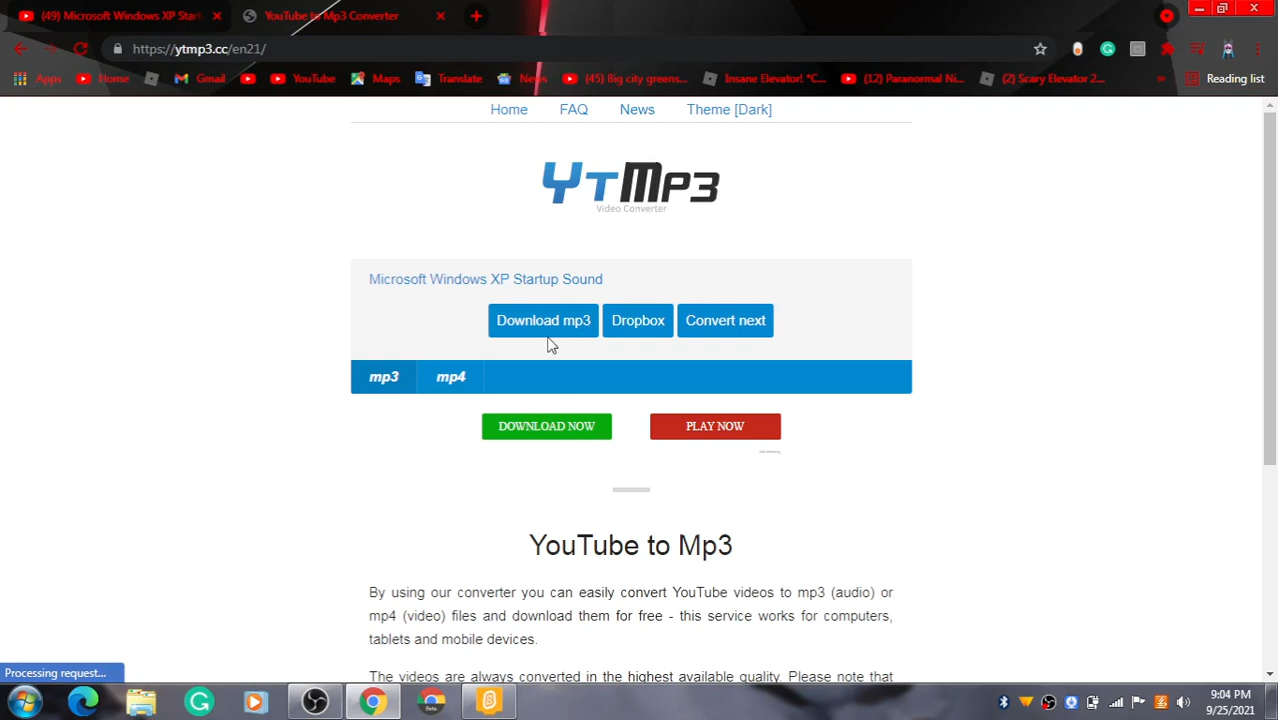 (49) Microsoft Windows XP Start
YouTube to Mp3 Converter
https://ytmp3.cc/en21/
Apps
Home
Gmail
YouTube
Maps
Translate
News
(45) Big city greens...
Insane Elevator! *C...
(12) Paranormal Ni...
(2) Scary Elevator 2...
»
Reading list
Home
FAQ
News
Theme [Dark]
YTMP3
Video Converter
Microsoft Windows XP Startup Sound
Download mp3
Dropbox
Convert next
mp3
mp4
DOWNLOAD NOW
PLAY NOW
YouTube to Mp3
By using our converter you can easily convert YouTube videos to mp3 (audio) or
mp4 (video) files and download them for free - this service works for computers,
tablets and mobile devices.
The videos are always converted in the highest available quality. Please note that
Processing request...
9:04 PM
9/25/2021